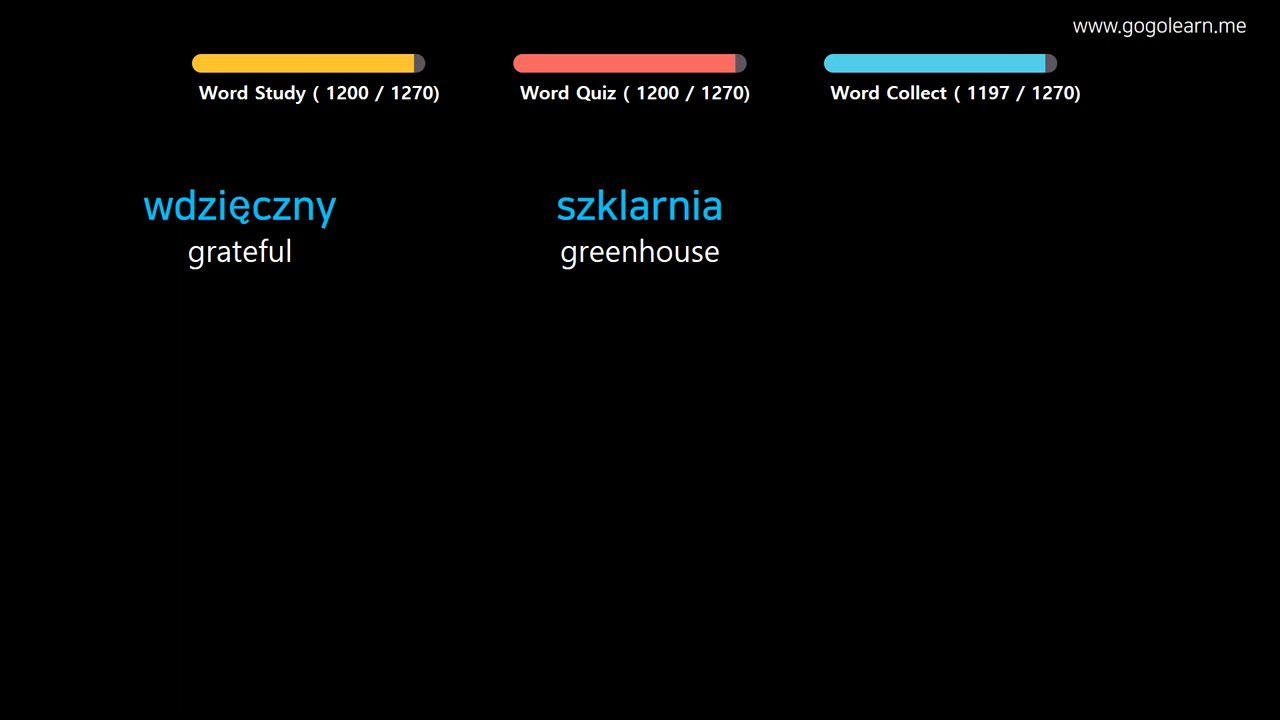 www.gogolearn.me
Word Study ( 1200 / 1270)
Word Quiz ( 1200 / 1270)
Word Collect ( 1197 / 1270)
wdzięczny
grateful
szklarnia
greenhouse